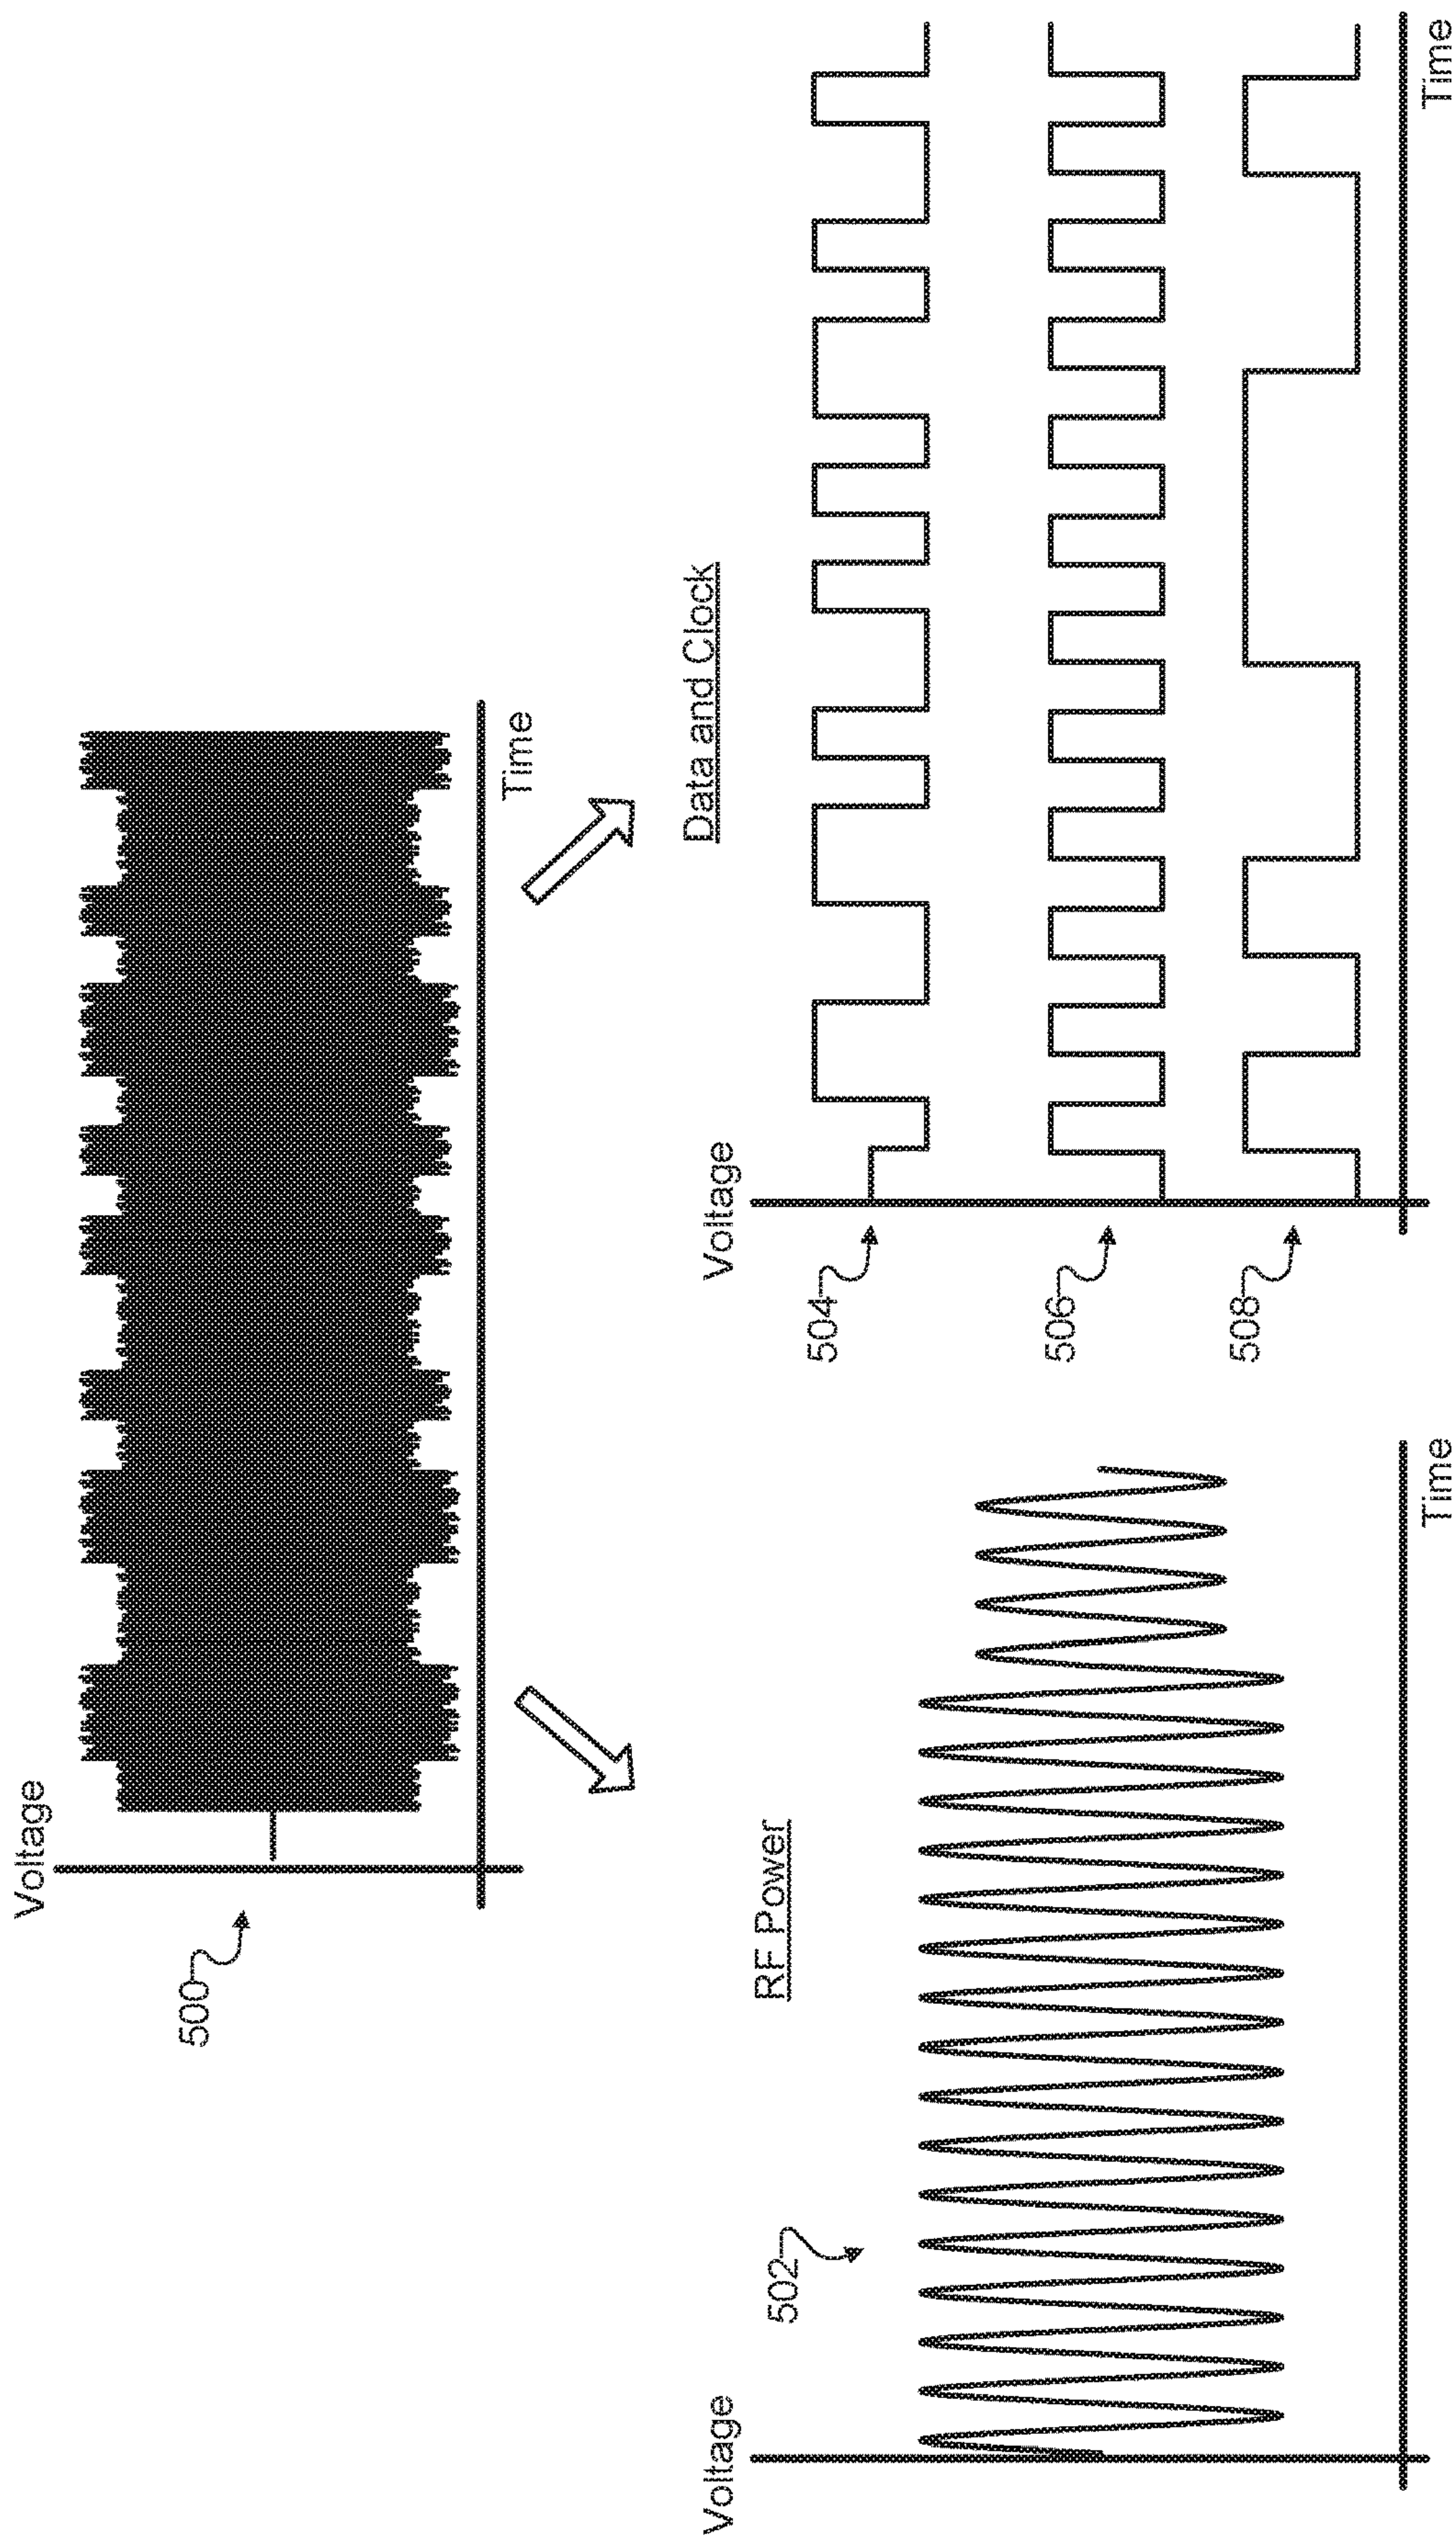 Voltage
500
Time
RF Power
Voltage
502
Time
Data and Clock
Voltage
504
506
508
Time